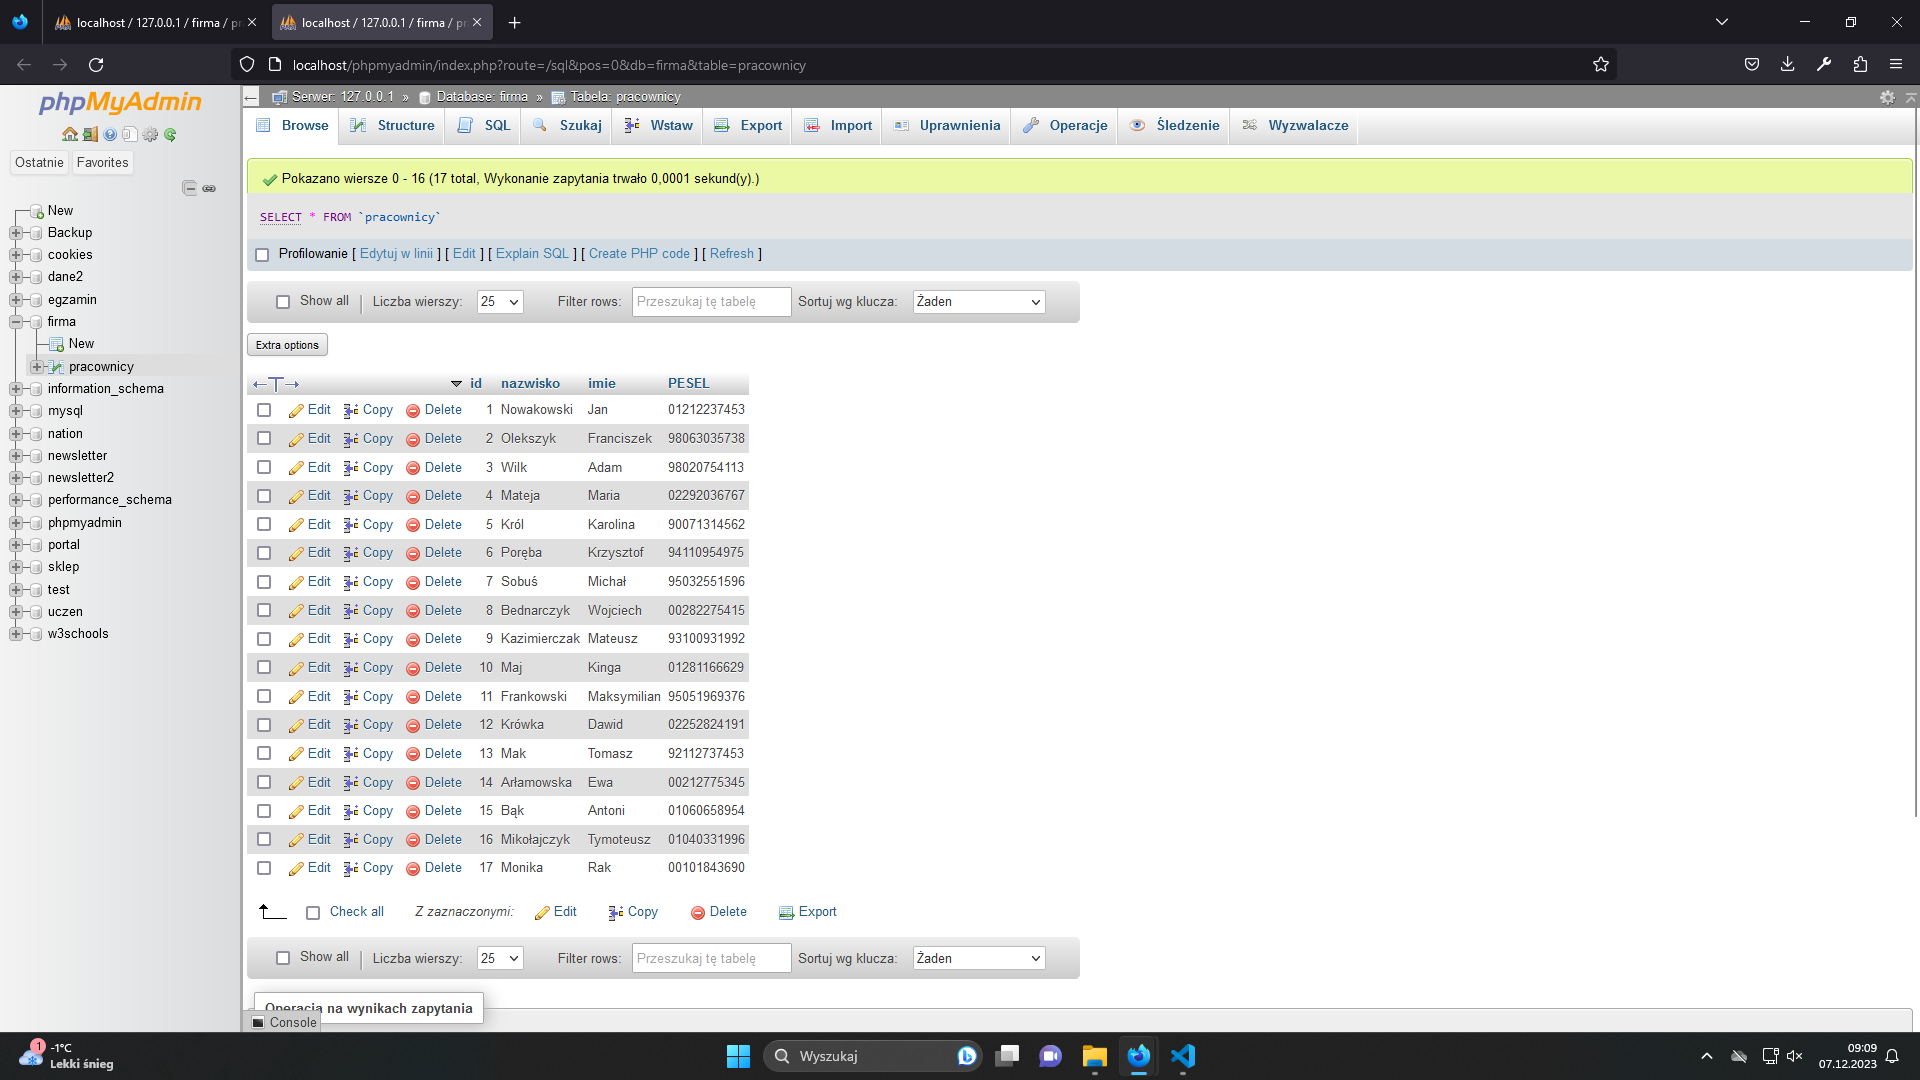 localhost / 127.0.0.1 / firma / pr
localhost / 127.0.0.1 / firma / pr
localhost/phpmyadmin/index.php?route=/sql&pos=0&db=firma&table=pracownicy
phpMyAdmin
Ostatnie Favorites
New
Backup
cookies
dane2
egzamin
firma
New
pracownicy
information_schema
mysql
nation
newsletter
newsletter2
performance_schema
phpmyadmin
portal
sklep
test
uczen
w3schools
Serwer: 127.0.0.1 » Database: firma » Tabela: pracownicy
Browse Structure SQL Szukaj Wstaw Export Import Uprawnienia Operacje Śledzenie Wyzwalacze
Pokazano wiersze 0 - 16 (17 total, Wykonanie zapytania trwało 0,0001 sekund(y).)
SELECT * FROM `pracownicy`
Profilowanie [ Edytuj w linii ] [ Edit ] [ Explain SQL ] [ Create PHP code ] [ Refresh ]
Show all Liczba wierszy: 25 Filter rows: Przeszukaj tę tabelę Sortuj wg klucza: Żaden
Extra options
id nazwisko imie PESEL
Edit Copy Delete 1 Nowakowski Jan 01212237453
Edit Copy Delete 2 Olekszyk Franciszek 98063035738
Edit Copy Delete 3 Wilk Adam 98020754113
Edit Copy Delete 4 Mateja Maria 02292036767
Edit Copy Delete 5 Król Karolina 90071314562
Edit Copy Delete 6 Poręba Krzysztof 94110954975
Edit Copy Delete 7 Sobuś Michał 95032551596
Edit Copy Delete 8 Bednarczyk Wojciech 00282275415
Edit Copy Delete 9 Kazimierczak Mateusz 93100931992
Edit Copy Delete 10 Maj Kinga 01281166629
Edit Copy Delete 11 Frankowski Maksymilian 95051969376
Edit Copy Delete 12 Krówka Dawid 02252824191
Edit Copy Delete 13 Mak Tomasz 92112737453
Edit Copy Delete 14 Arłamowska Ewa 00212775345
Edit Copy Delete 15 Bąk Antoni 01060658954
Edit Copy Delete 16 Mikołajczyk Tymoteusz 01040331996
Edit Copy Delete 17 Monika Rak 00101843690
Check all Z zaznaczonymi: Edit Copy Delete Export
Show all Liczba wierszy: 25 Filter rows: Przeszukaj tę tabelę Sortuj wg klucza: Żaden
Operacja na wynikach zapytania
Console
1
-1°C
Lekki śnieg
Wyszukaj
09:09
07.12.2023